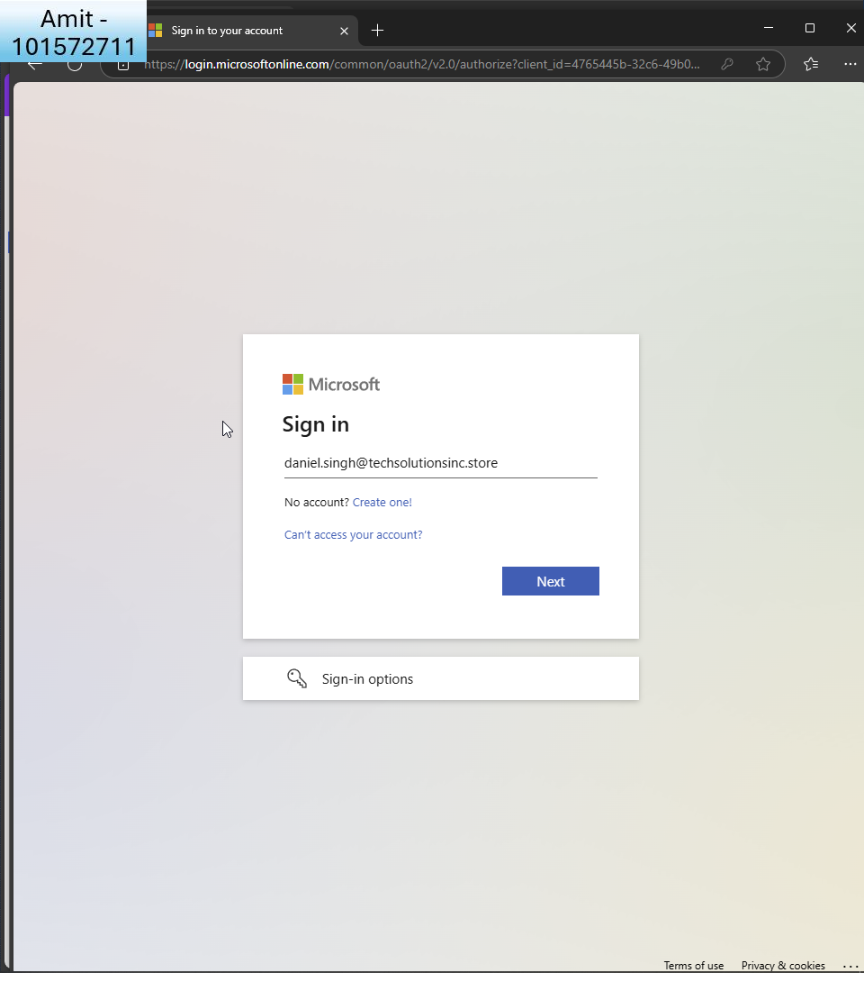 Amit -
101572711
Sign in to your account
https://login.microsoftonline.com/common/oauth2/v2.0/authorize?client_id=4765445b-32c6-49b0...
Microsoft
Sign in
daniel.singh@techsolutionsinc.store
No account? Create one!
Can't access your account?
Next
Sign-in options
Terms of use Privacy & cookies ...